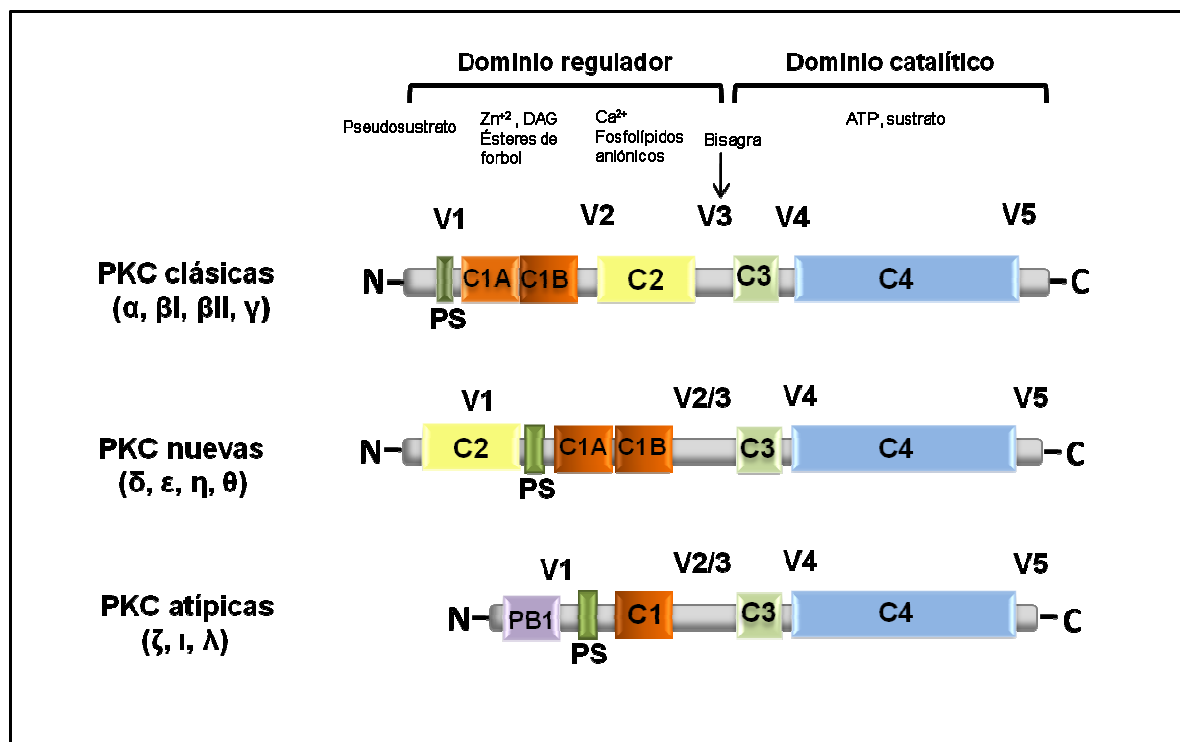 Dominio regulador
Dominio catalítico
Pseudosustrato
Zn+2 , DAG
Ésteres de
forbol
Ca2+
Fosfolípidos
aniónicos
Bisagra
ATP, sustrato
V1
V2
V3
V4
V5
PKC clásicas
(α, βI, βII, γ)
N
C1A
C1B
C2
C3
C4
C
PS
V1
V2/3
V4
V5
PKC nuevas
(δ, ε, η, θ)
N
C2
C1A
C1B
C3
C4
C
PS
V1
V2/3
V4
V5
PKC atípicas
(ζ, ι, λ)
N
PB1
C1
C3
C4
C
PS